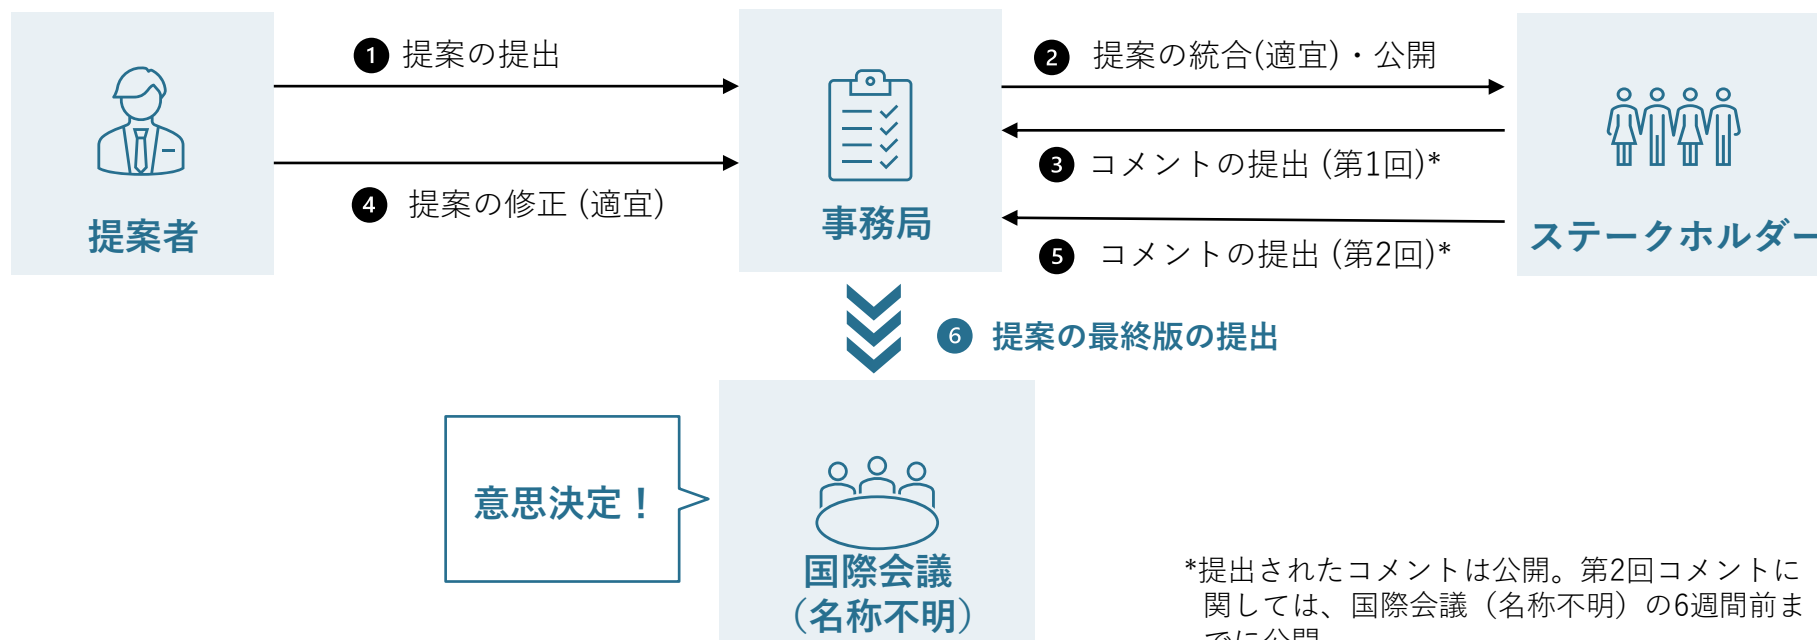 ❶ 提案の提出
❷ 提案の統合(適宜)・公開
❸ コメントの提出 (第1回)*
❹ 提案の修正 (適宜)
❺ コメントの提出 (第2回)*
提案者
事務局
ステークホルダー
❻ 提案の最終版の提出
意思決定！
国際会議
（名称不明）
*提出されたコメントは公開。第2回コメントに
関しては、国際会議（名称不明）の6週間前ま
でに公開